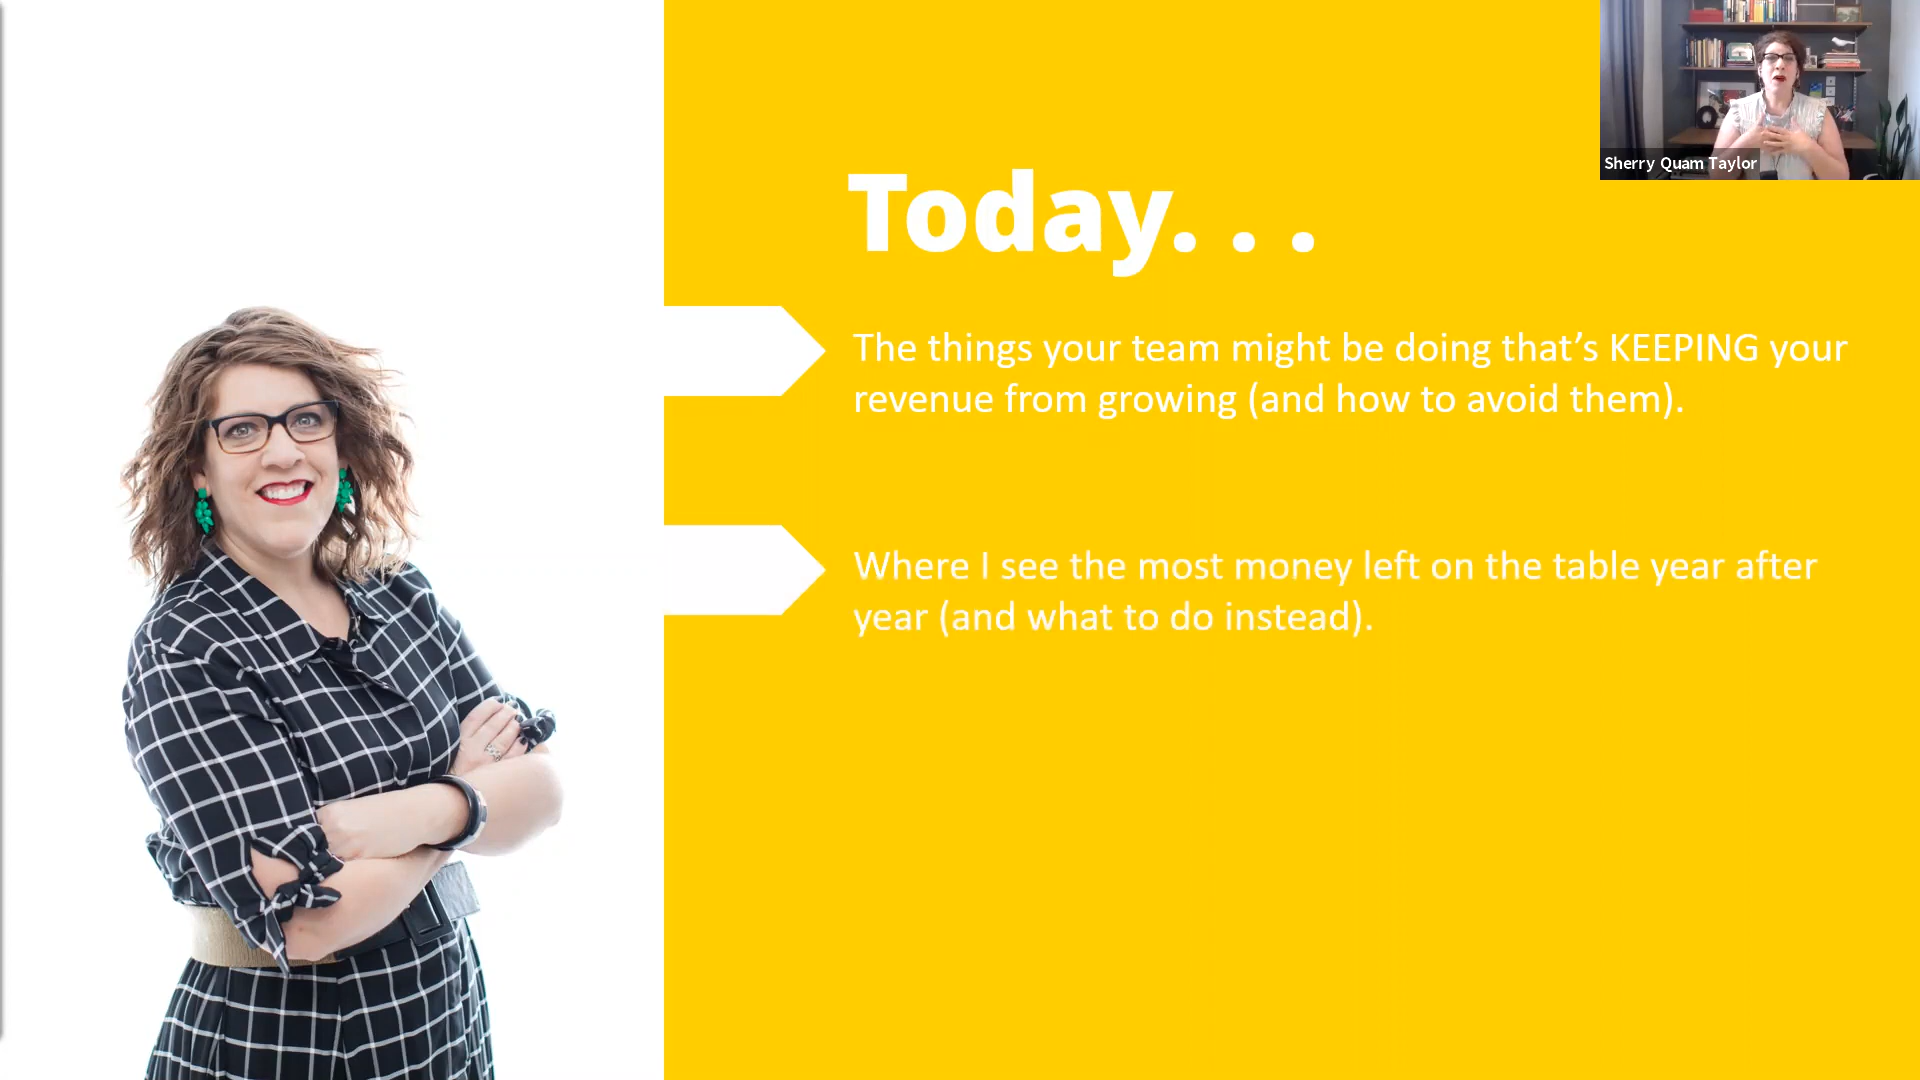 Sherry Quam Taylor
Today. . .
The things your team might be doing that’s KEEPING your
revenue from growing (and how to avoid them).
Where I see the most money left on the table year after
year (and what to do instead).